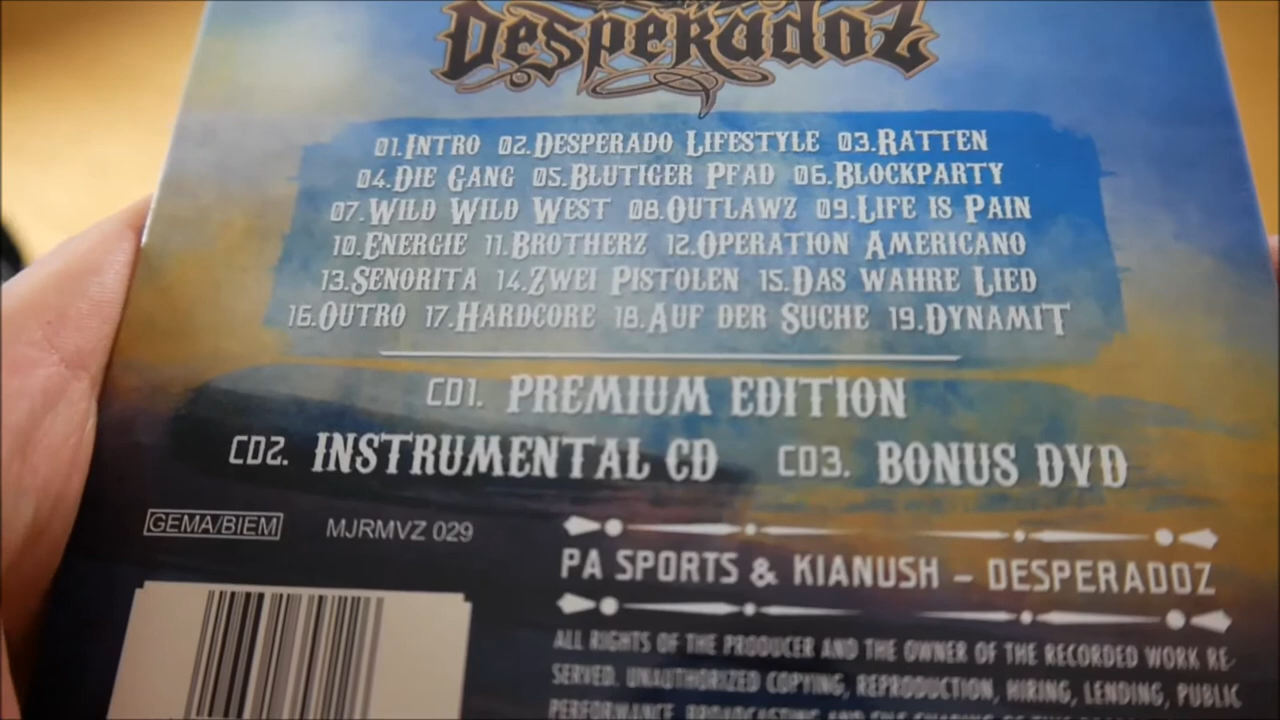 DesperadoZ
01.Intro 02.Desperado Lifestyle 03.Ratten
04.Die Gang 05.Blutiger Pfad 06.Blockparty
07.Wild Wild West 08.Outlawz 09.Life is Pain
10.Energie 11.Brotherz 12.Operation Americano
13.Senorita 14.Zwei Pistolen 15.Das wahre Lied
16.Outro 17.Hardcore 18.Auf der Suche 19.Dynamit
CD1. PREMIUM EDITION
CD2. INSTRUMENTAL CD CD3. BONUS DVD
GEMA/BIEM MJRMVZ 029
PA SPORTS & KIANUSH – DESPERADOZ
ALL RIGHTS OF THE PRODUCER AND THE OWNER OF THE RECORDED WORK RE-
SERVED. UNAUTHORIZED COPYING, REPRODUCTION, HIRING, LENDING, PUBLIC
PERFORMANCE, BROADCASTING AND